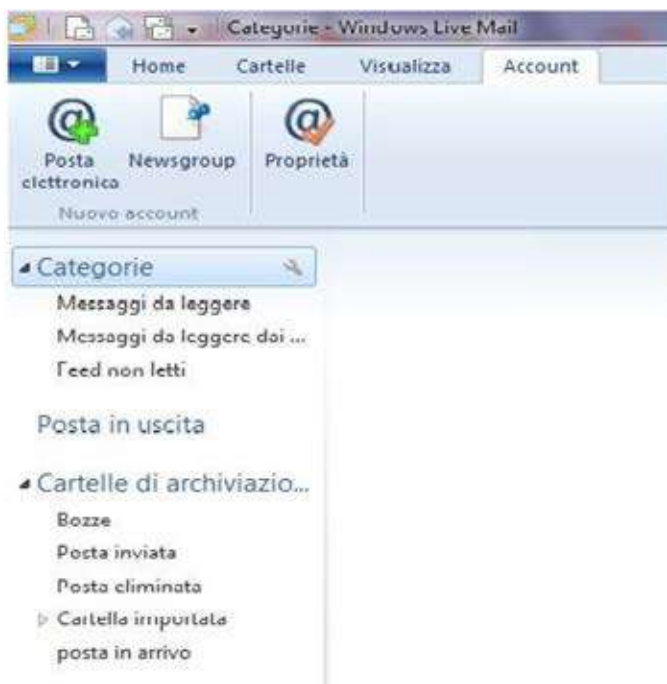 Categorie - Windows Live Mail
Home Cartelle Visualizza Account
Posta elettronica Newsgroup Proprietà
Nuovo account
Categorie
Messaggi da leggere
Messaggi da leggere dai ...
Feed non letti
Posta in uscita
Cartelle di archiviazio...
Bozze
Posta inviata
Posta eliminata
Cartella importata
posta in arrivo